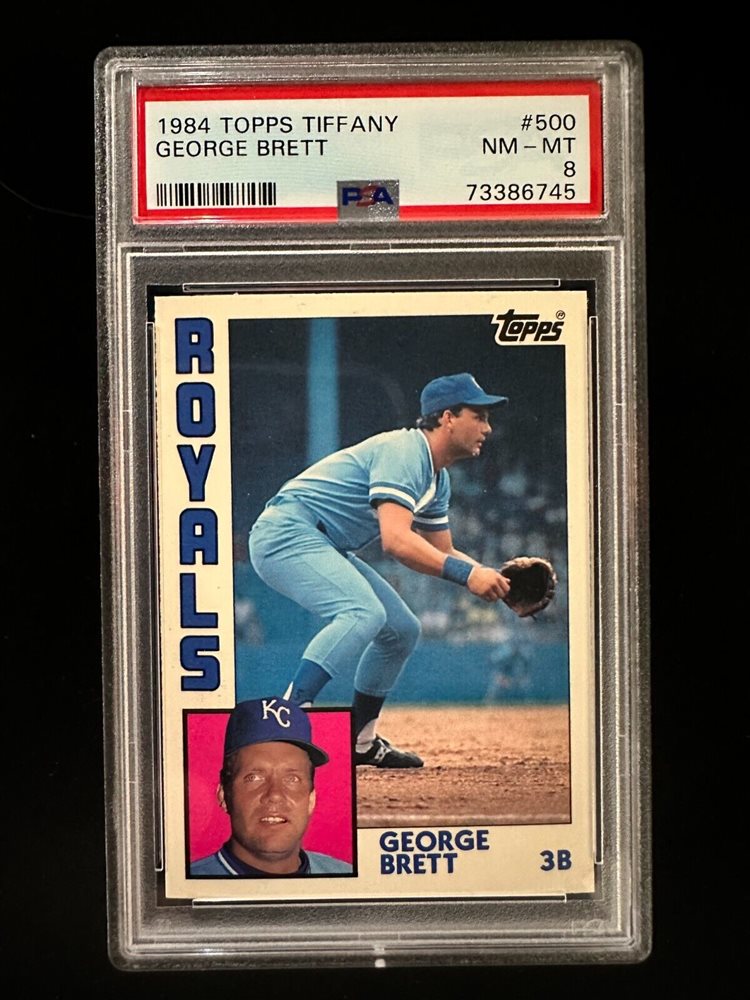 1984 TOPPS TIFFANY #500
GEORGE BRETT NM - MT
8
PSA 73386745
TOPPS®
ROYALS
KC
GEORGE
BRETT 3B